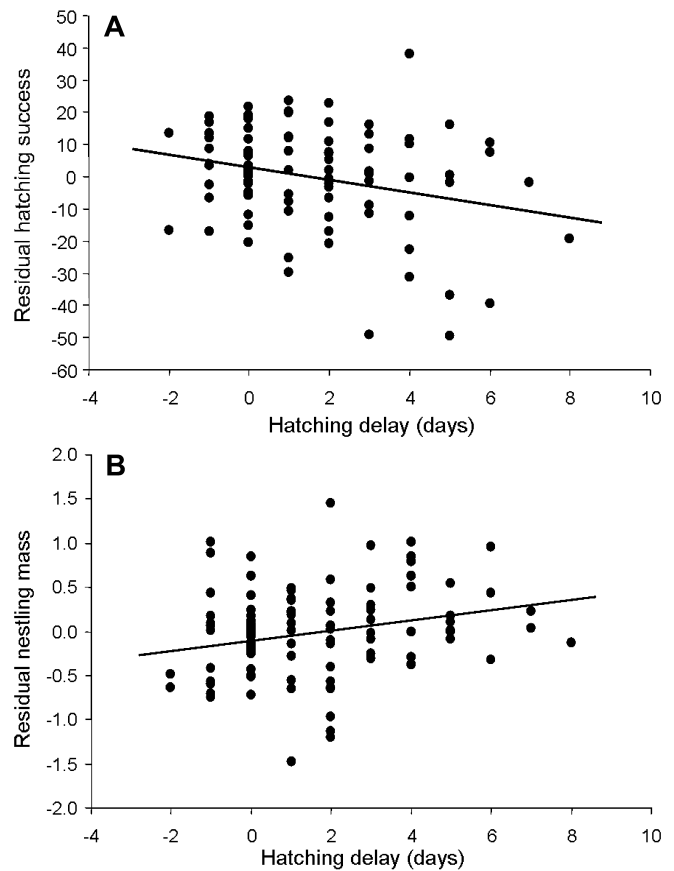 A
50
40
30
20
10
0
-10
-20
-30
-40
-50
-60
Residual hatching success
-4 -2 0 2 4 6 8 10
Hatching delay (days)
B
2.0
1.5
1.0
0.5
0.0
-0.5
-1.0
-1.5
-2.0
Residual nestling mass
-4 -2 0 2 4 6 8 10
Hatching delay (days)